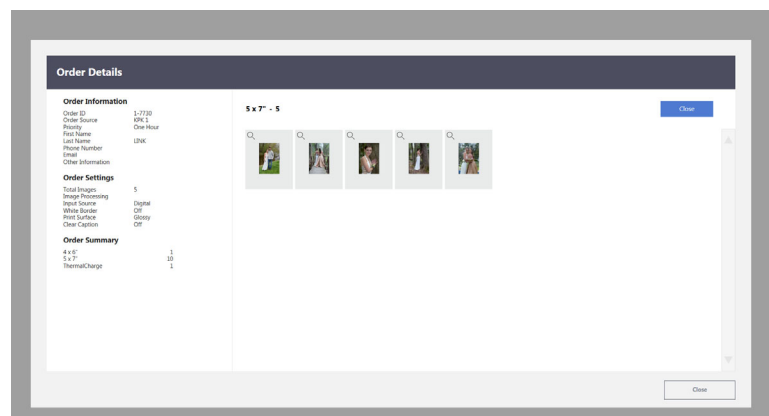 Order Details
Order Information
Order ID 1-7730
Order Source KPK 1
Priority One Hour
First Name
Last Name LINK
Phone Number
Email
Other Information
Order Settings
Total Images 5
Image Processing
Input Source Digital
White Border Off
Print Surface Glossy
Clear Caption Off
Order Summary
4 x 6" 1
5 x 7" 10
ThermalCharge 1
5 x 7" - 5
Close
Close